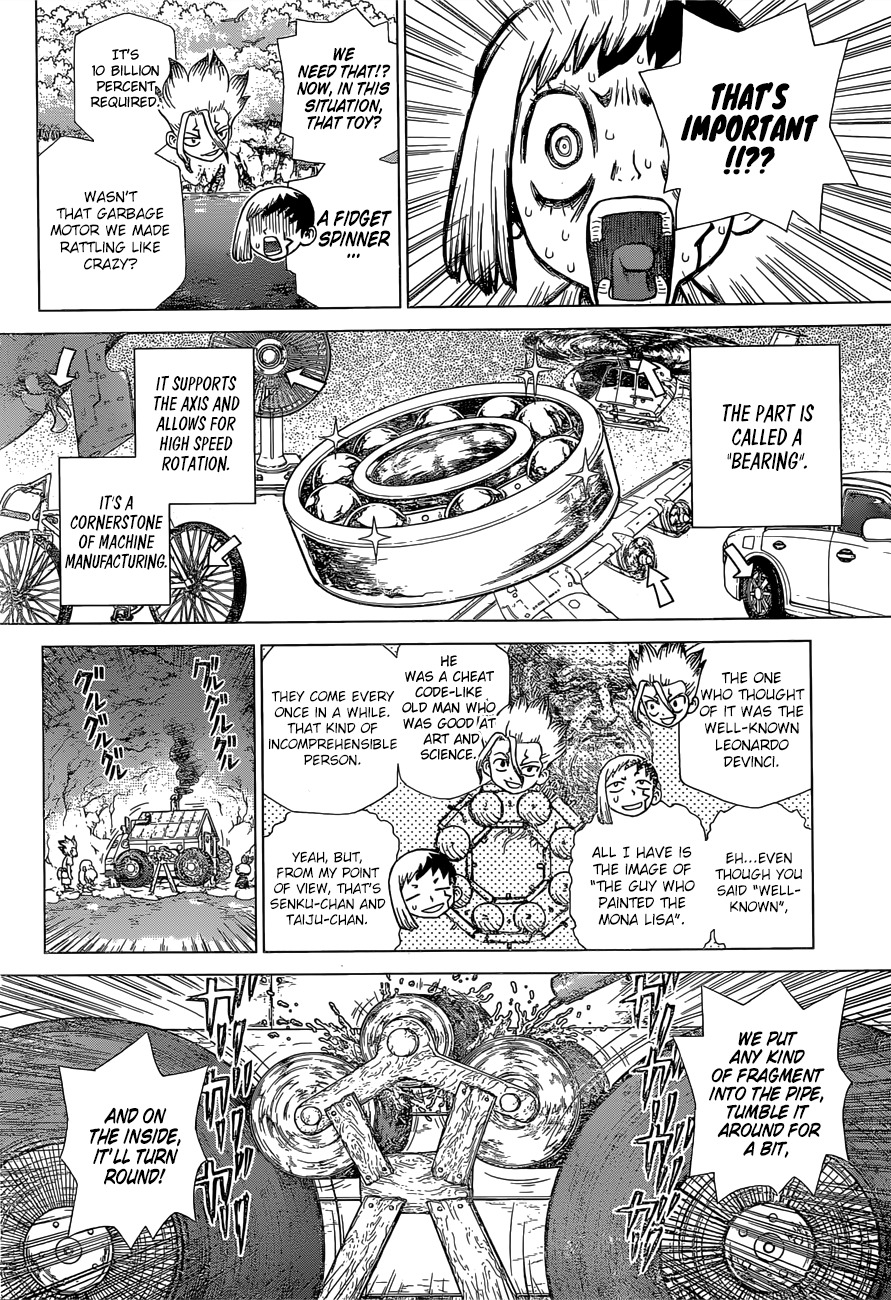 THAT'S
IMPORTANT
!!??
WE
NEED THAT!?
NOW, IN THIS
SITUATION,
THAT TOY?
A FIDGET
SPINNER
...
IT'S
10 BILLION
PERCENT
REQUIRED.
WASN'T
THAT GARBAGE
MOTOR WE MADE
RATTLING LIKE
CRAZY?
THE PART IS
CALLED A
"BEARING".
IT SUPPORTS
THE AXIS AND
ALLOWS FOR
HIGH SPEED
ROTATION.
IT'S A
CORNERSTONE
OF MACHINE
MANUFACTURING.
THE ONE
WHO THOUGHT
OF IT WAS THE
WELL-KNOWN
LEONARDO
DEVINCI.
EH...EVEN
THOUGH YOU
SAID "WELL-
KNOWN",
ALL I HAVE IS
THE IMAGE OF
"THE GUY WHO
PAINTED THE
MONA LISA".
HE
WAS A CHEAT
CODE-LIKE
OLD MAN WHO
WAS GOOD AT
ART AND
SCIENCE.
THEY COME EVERY
ONCE IN A WHILE.
THAT KIND OF
INCOMPREHENSIBLE
PERSON.
YEAH, BUT,
FROM MY POINT
OF VIEW, THAT'S
SENKU-CHAN AND
TAIJU-CHAN.
グルグルグル
グルグルグル
WE PUT
ANY KIND
OF FRAGMENT
INTO THE PIPE,
TUMBLE IT
AROUND FOR
A BIT,
AND ON
THE INSIDE,
IT'LL TURN
ROUND!